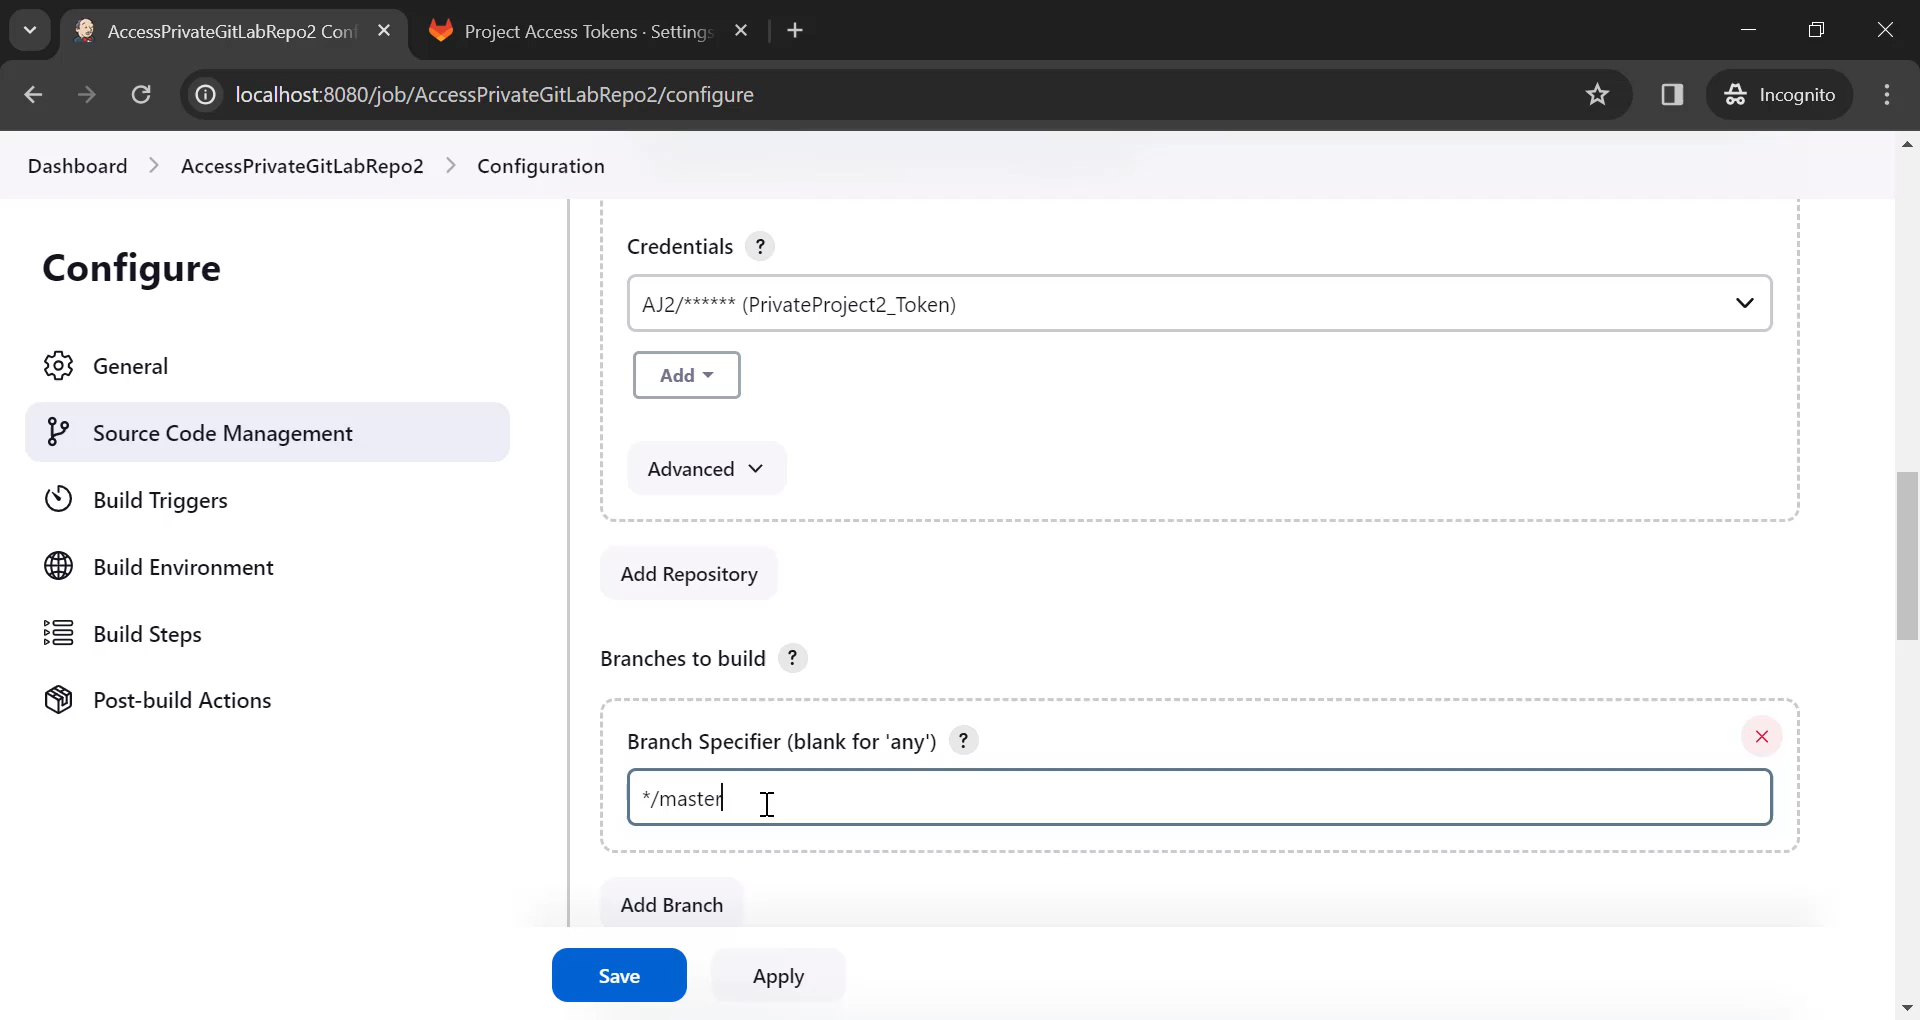 AccessPrivateGitLabRepo2 Conf
Project Access Tokens · Settings
localhost:8080/job/AccessPrivateGitLabRepo2/configure
Incognito
Dashboard > AccessPrivateGitLabRepo2 > Configuration
Configure
General
Source Code Management
Build Triggers
Build Environment
Build Steps
Post-build Actions
Credentials ?
AJ2/****** (PrivateProject2_Token)
Add
Advanced
Add Repository
Branches to build ?
Branch Specifier (blank for 'any') ?
*/master
Add Branch
Save
Apply